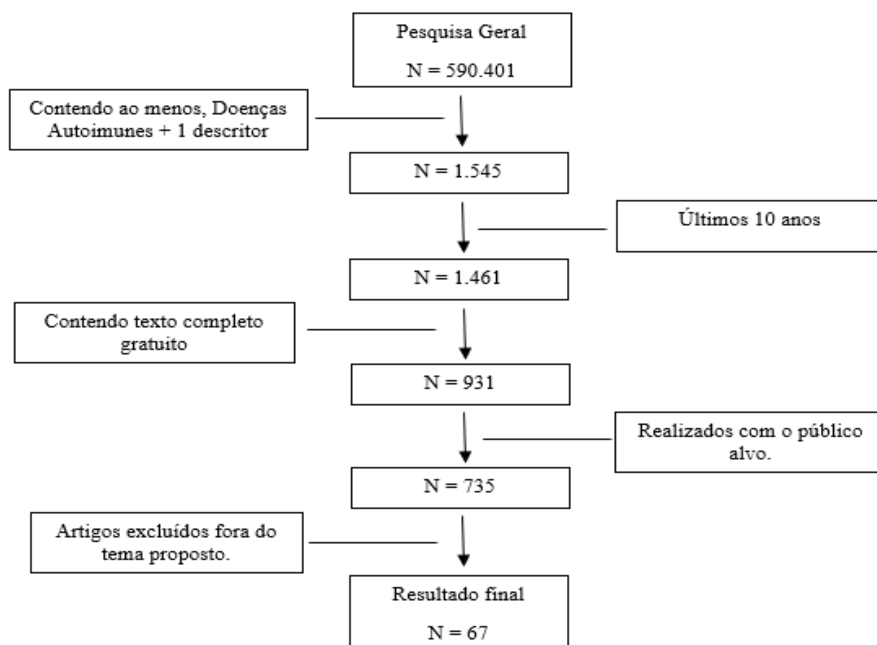 Pesquisa Geral
N = 590.401
Contendo ao menos, Doenças
Autoimunes + 1 descritor
N = 1.545
Últimos 10 anos
N = 1.461
Contendo texto completo
gratuito
N = 931
Realizados com o público
alvo.
N = 735
Artigos excluídos fora do
tema proposto.
Resultado final
N = 67